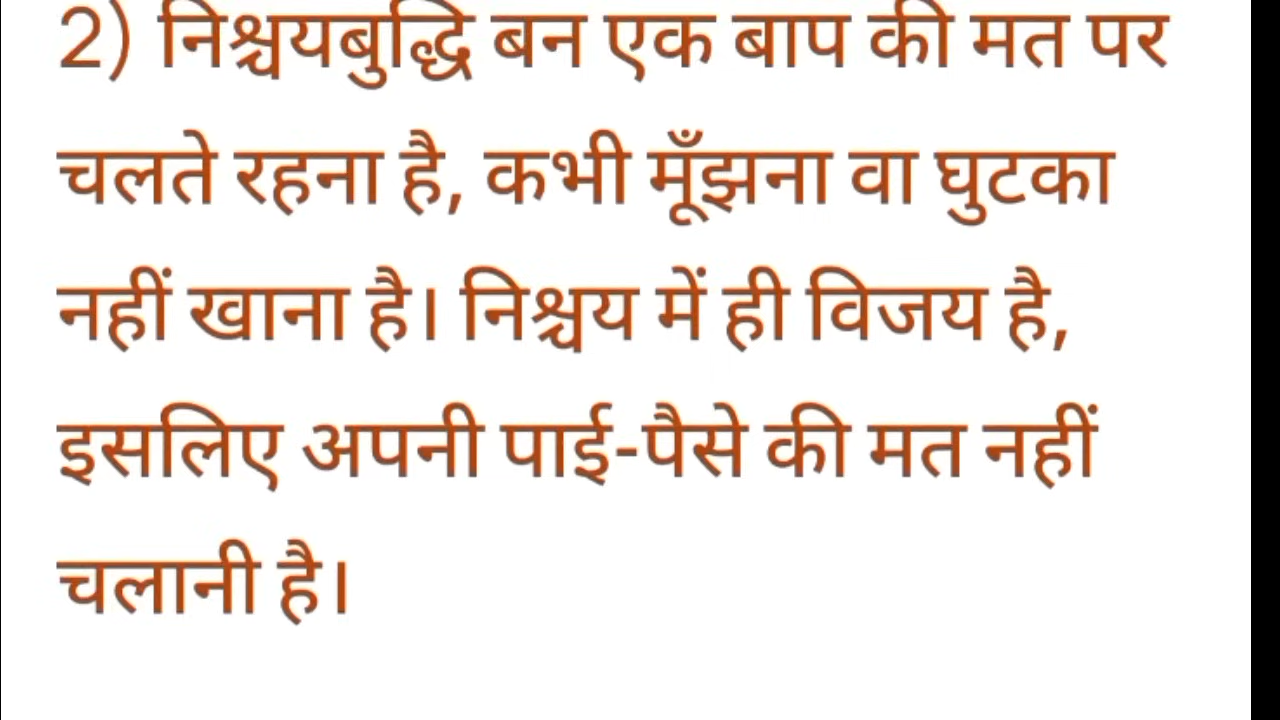 2) निश्चयबुद्धि बन एक बाप की मत पर
चलते रहना है, कभी मूँझना वा घुटका
नहीं खाना है। निश्चय में ही विजय है,
इसलिए अपनी पाई-पैसे की मत नहीं
चलानी है।